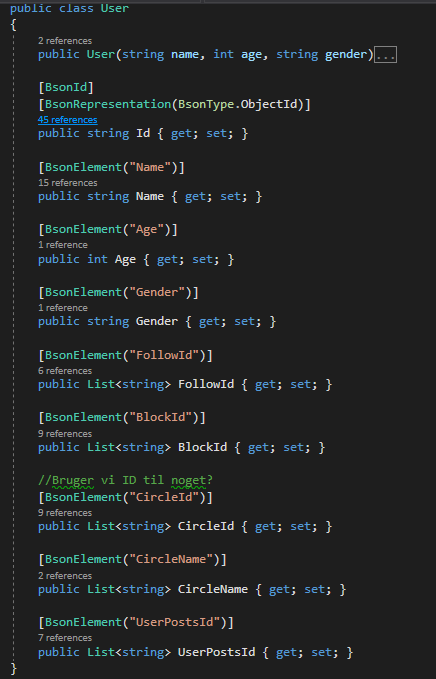 public class User
{
2 references
public User(string name, int age, string gender)...
[BsonId]
[BsonRepresentation(BsonType.ObjectId)]
45 references
public string Id { get; set; }
[BsonElement("Name")]
15 references
public string Name { get; set; }
[BsonElement("Age")]
1 reference
public int Age { get; set; }
[BsonElement("Gender")]
1 reference
public string Gender { get; set; }
[BsonElement("FollowId")]
6 references
public List<string> FollowId { get; set; }
[BsonElement("BlockId")]
9 references
public List<string> BlockId { get; set; }
//Bruger vi ID til noget?
[BsonElement("CircleId")]
9 references
public List<string> CircleId { get; set; }
[BsonElement("CircleName")]
2 references
public List<string> CircleName { get; set; }
[BsonElement("UserPostsId")]
7 references
public List<string> UserPostsId { get; set; }
}